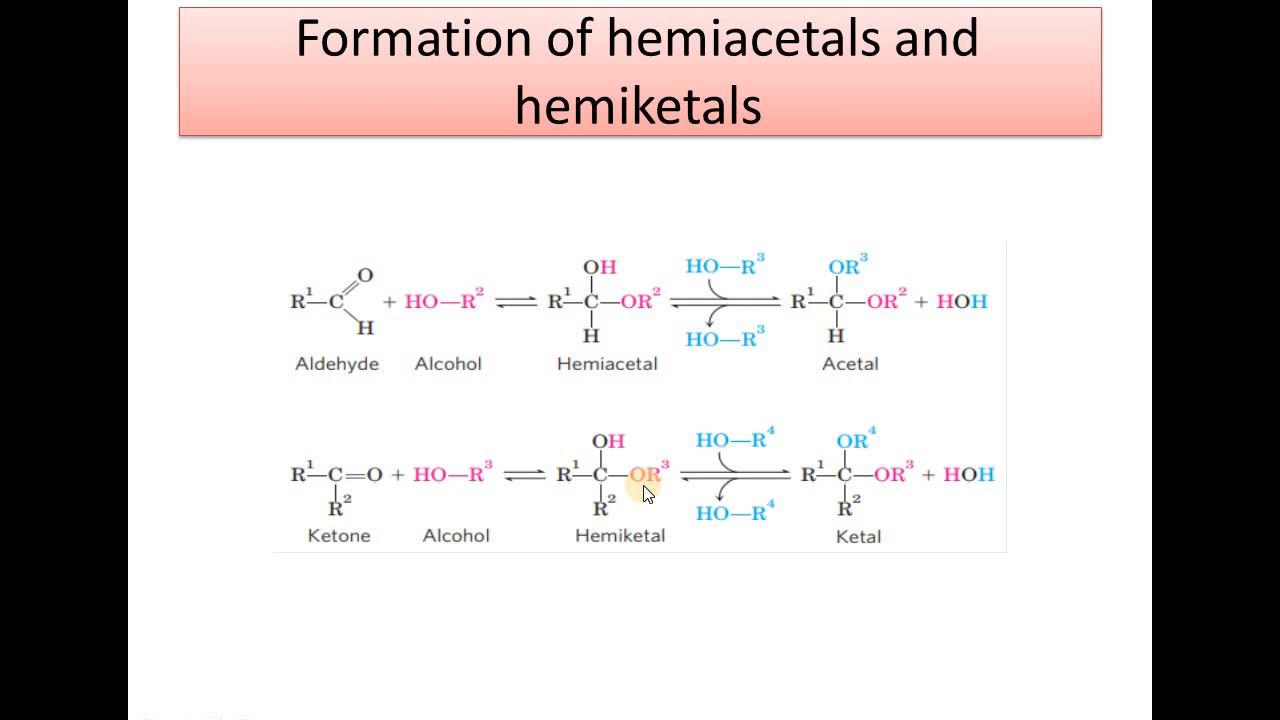 Formation of hemiacetals and
hemiketals
O
OH
HO—R³
OR³
R¹—C + HO—R² R¹—C—OR² R¹—C—OR² + HOH
H
H
HO—R³
H
Aldehyde Alcohol Hemiacetal Acetal
OH
HO—R⁴
OR⁴
R¹—C=O + HO—R³ R¹—C—OR³ R¹—C—OR³ + HOH
R²
R²
HO—R⁴
R²
Ketone Alcohol Hemiketal Ketal